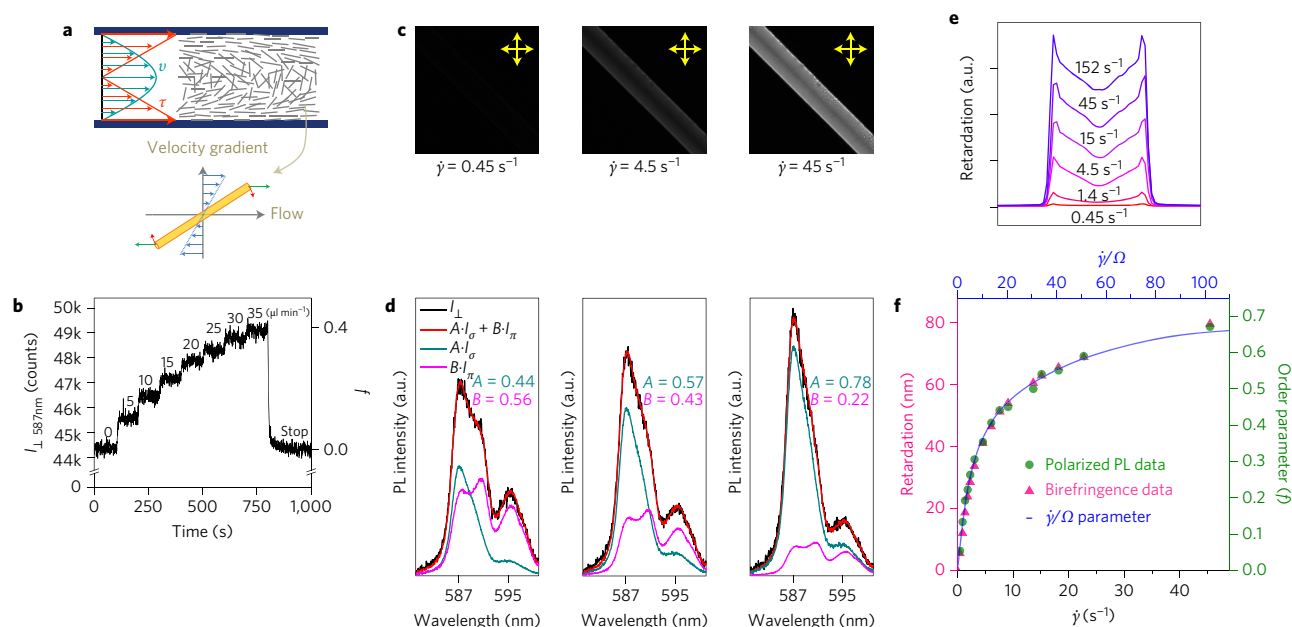 a
υ
τ
Velocity gradient
Flow
b
50k
49k
48k
47k
46k
45k
44k
0
I⊥ 587nm (counts)
0
5
10
15
20
25
30
35 (μl min⁻¹)
Stop
0.4
0.0
f
0 250 500 750 1,000
Time (s)
c
γ̇ = 0.45 s⁻¹
γ̇ = 4.5 s⁻¹
γ̇ = 45 s⁻¹
d
I⊥
A·Iσ + B·Iπ
A·Iσ
B·Iπ
A = 0.44
B = 0.56
PL intensity (a.u.)
587 595
Wavelength (nm)
A = 0.57
B = 0.43
PL intensity (a.u.)
587 595
Wavelength (nm)
A = 0.78
B = 0.22
PL intensity (a.u.)
587 595
Wavelength (nm)
e
Retardation (a.u.)
152 s⁻¹
45 s⁻¹
15 s⁻¹
4.5 s⁻¹
1.4 s⁻¹
0.45 s⁻¹
f
γ̇/Ω
0 20 40 60 80 100
80
60
40
20
0
Retardation (nm)
Polarized PL data
Birefringence data
γ̇/Ω parameter
0.7
0.6
0.5
0.4
0.3
0.2
0.1
0.0
Order parameter (f)
0 10 20 30 40
γ̇ (s⁻¹)